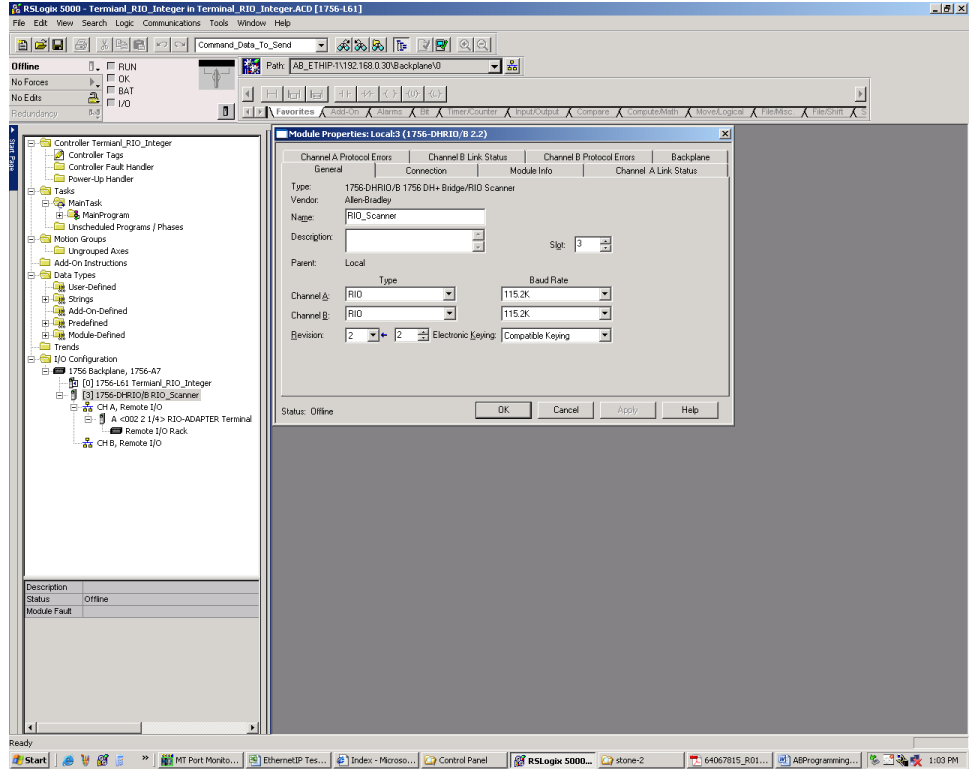 RSLogix 5000 - Termianl_RIO_Integer in Terminal_RIO_Integer.ACD [1756-L61]
File Edit View Search Logic Communications Tools Window Help
Command_Data_To_Send
Offline RUN Path: AB_ETHIP-1\192.168.0.30\Backplane\0
No Forces OK
No Edits BAT
Redundancy I/O
Favorites Add-On Alarms Bit Timer/Counter Input/Output Compare Compute/Math Move/Logical File/Misc. File/Shift S
Start Page
Controller Termianl_RIO_Integer
Controller Tags
Controller Fault Handler
Power-Up Handler
Tasks
MainTask
MainProgram
Unscheduled Programs / Phases
Motion Groups
Ungrouped Axes
Add-On Instructions
Data Types
User-Defined
Strings
Add-On-Defined
Predefined
Module-Defined
Trends
I/O Configuration
1756 Backplane, 1756-A7
[0] 1756-L61 Termianl_RIO_Integer
[3] 1756-DHRIO/B RIO_Scanner
CH A, Remote I/O
A <002 2 1/4> RIO-ADAPTER Terminal
Remote I/O Rack
CH B, Remote I/O
Description
Status Offline
Module Fault
Module Properties: Local:3 (1756-DHRIO/B 2.2)
Channel A Protocol Errors Channel B Link Status Channel B Protocol Errors Backplane
General Connection Module Info Channel A Link Status
Type: 1756-DHRIO/B 1756 DH+ Bridge/RIO Scanner
Vendor: Allen-Bradley
Name: RIO_Scanner
Description: Slot: 3
Parent: Local
Type Baud Rate
Channel A: RIO 115.2K
Channel B: RIO 115.2K
Revision: 2 2 Electronic Keying: Compatible Keying
Status: Offline OK Cancel Apply Help
Ready
Start » MT Port Monito... EthernetIP Tes... Index - Microso... Control Panel RSLogix 5000... stone-2 64067815_R01... ABProgramming... 1:03 PM